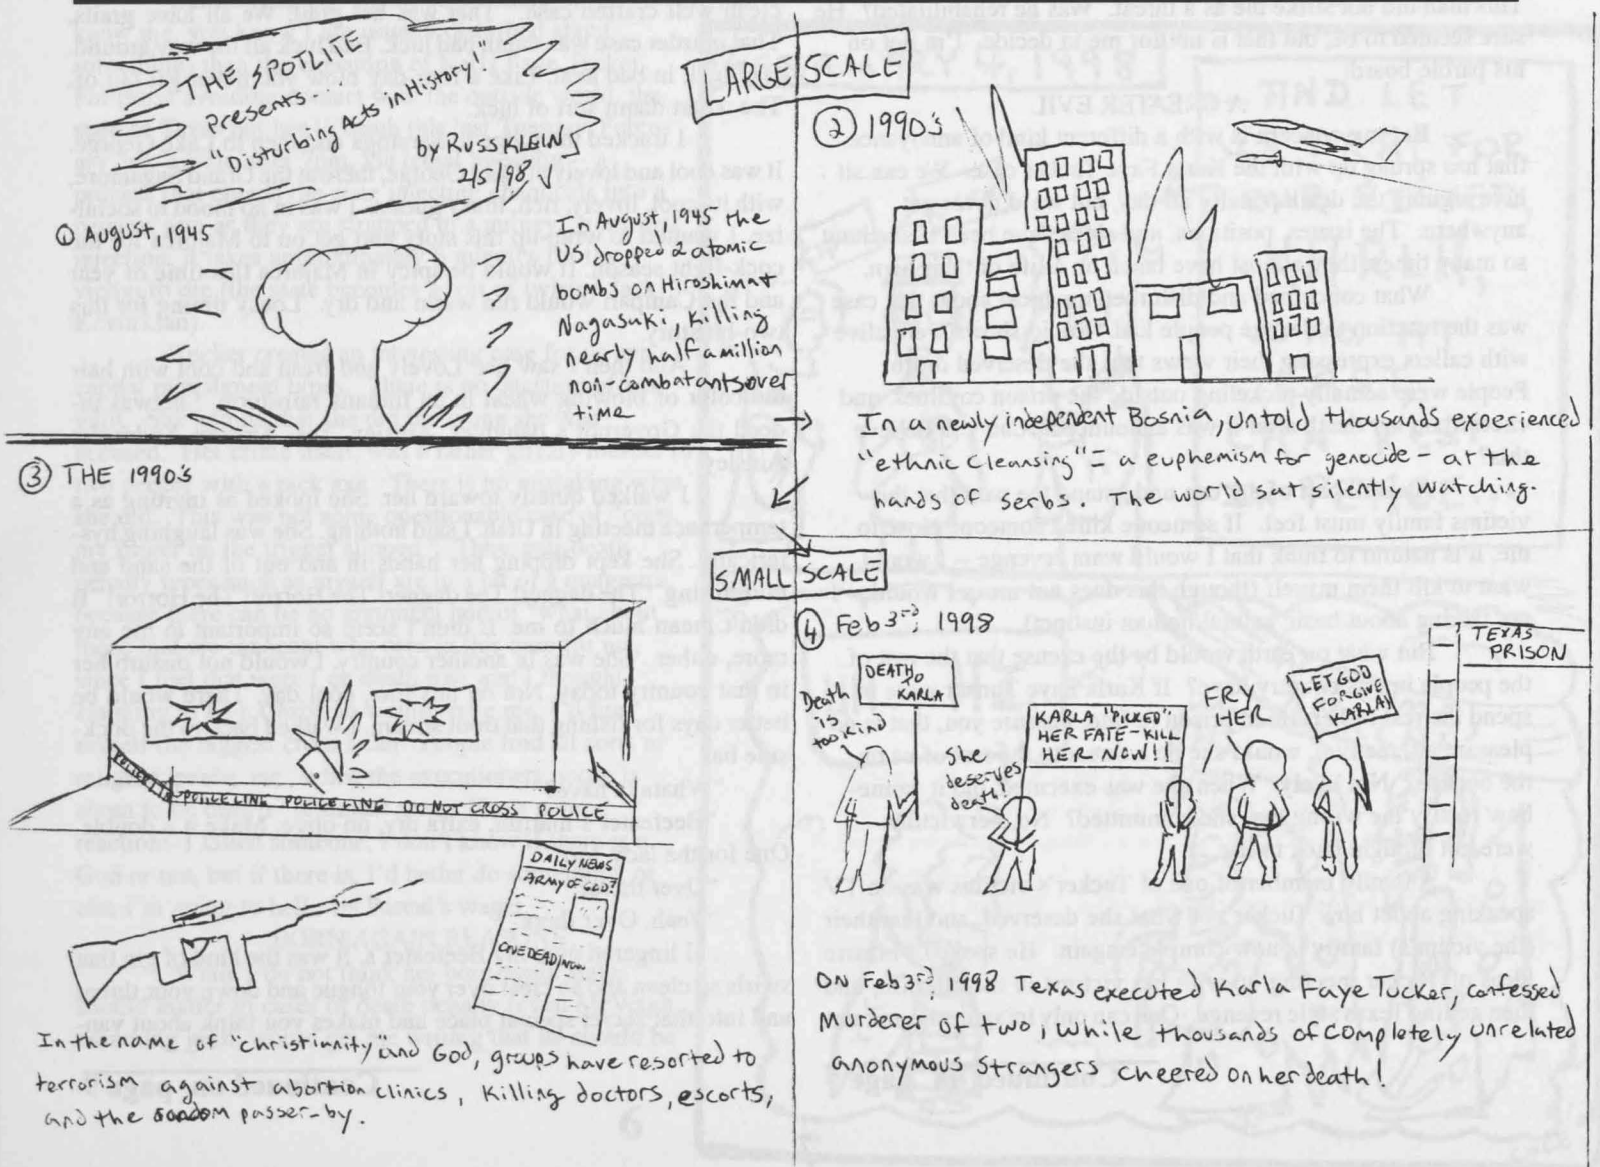 THE SPOTLITE
Presents...
"Disturbing Acts in History"
by RUSS KLEIN
2/5/98
LARGE SCALE
① August, 1945
In August, 1945 the
US dropped 2 atomic
bombs on Hiroshima &
Nagasuki, killing
nearly half a million
non-combatants over
time
② 1990's
In a newly independent Bosnia, untold thousands experienced
"ethnic cleansing" = a euphemism for genocide - at the
hands of serbs. The world sat silently watching.
SMALL SCALE
③ THE 1990's
POLICE LINE POLICE LINE DO NOT CROSS POLICE
DAILY NEWS
ARMY OF GOD?
ONE DEAD
In the name of "christianity" and God, groups have resorted to
terrorism against abortion clinics, killing doctors, escorts,
and the random passer-by.
④ Feb 3rd, 1998
TEXAS
PRISON
Death
is
too kind
DEATH
TO
KARLA
She
deserves
death
KARLA "PICKED"
HER FATE - KILL
HER NOW!!
FRY
HER
LET GOD
FORGIVE
KARLA!
ON Feb 3rd, 1998 Texas executed Karla Faye Tucker, confessed
Murderer of two, while thousands of completely unrelated
anonymous strangers cheered on her death!